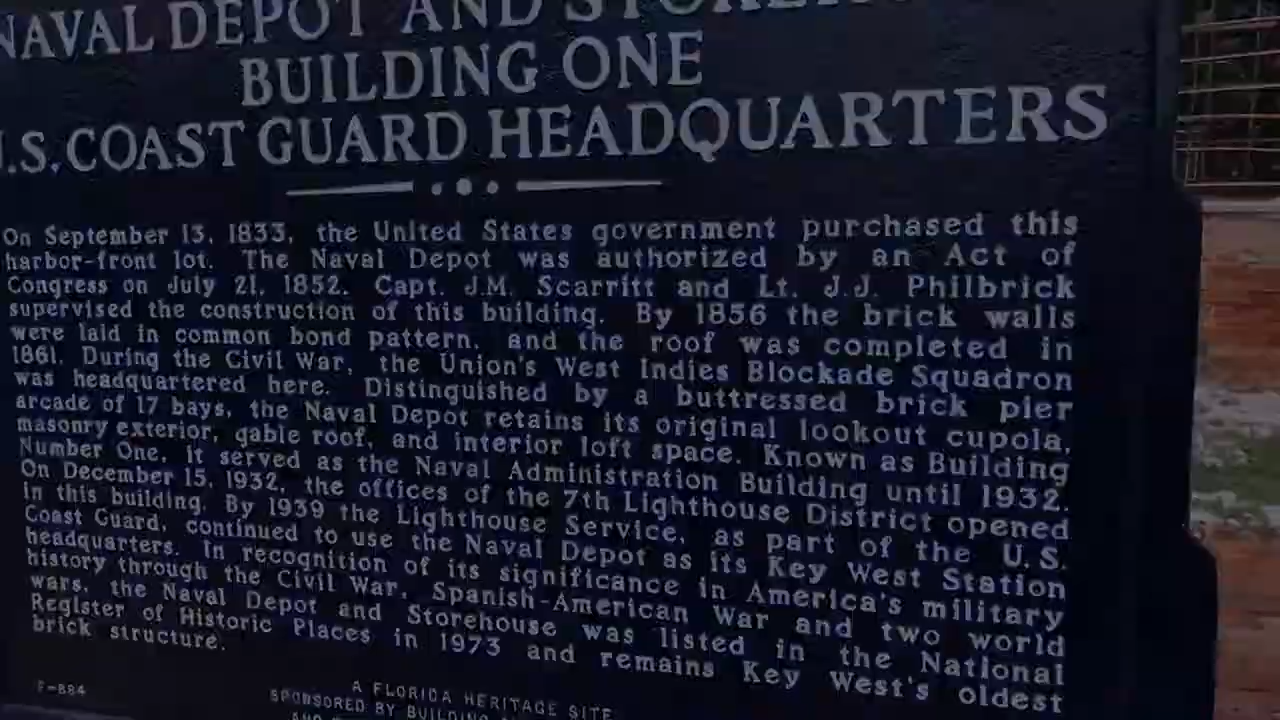 NAVAL DEPOT AND
BUILDING ONE
U.S. COAST GUARD HEADQUARTERS
On September 13, 1833, the United States government purchased this
harbor-front lot. The Naval Depot was authorized by an Act of
Congress on July 21, 1852. Capt. J.M. Scarritt and Lt. J.J. Philbrick
supervised the construction of this building. By 1856 the brick walls
were laid in common bond pattern, and the roof was completed in
1861. During the Civil War, the Union's West Indies Blockade Squadron
was headquartered here. Distinguished by a buttressed brick pier
arcade of 17 bays, the Naval Depot retains its original lookout cupola,
masonry exterior, gable roof, and interior loft space. Known as Building
Number One, it served as the Naval Administration Building until 1932.
On December 15, 1932, the offices of the 7th Lighthouse District opened
in this building. By 1939 the Lighthouse Service, as part of the U.S.
Coast Guard, continued to use the Naval Depot as its Key West Station
headquarters. In recognition of its significance in America's military
history through the Civil War, Spanish-American War and two world
wars, the Naval Depot and Storehouse was listed in the National
Register of Historic Places in 1973 and remains Key West's oldest
brick structure.
F-884
A FLORIDA HERITAGE SITE
SPONSORED BY BUILDING